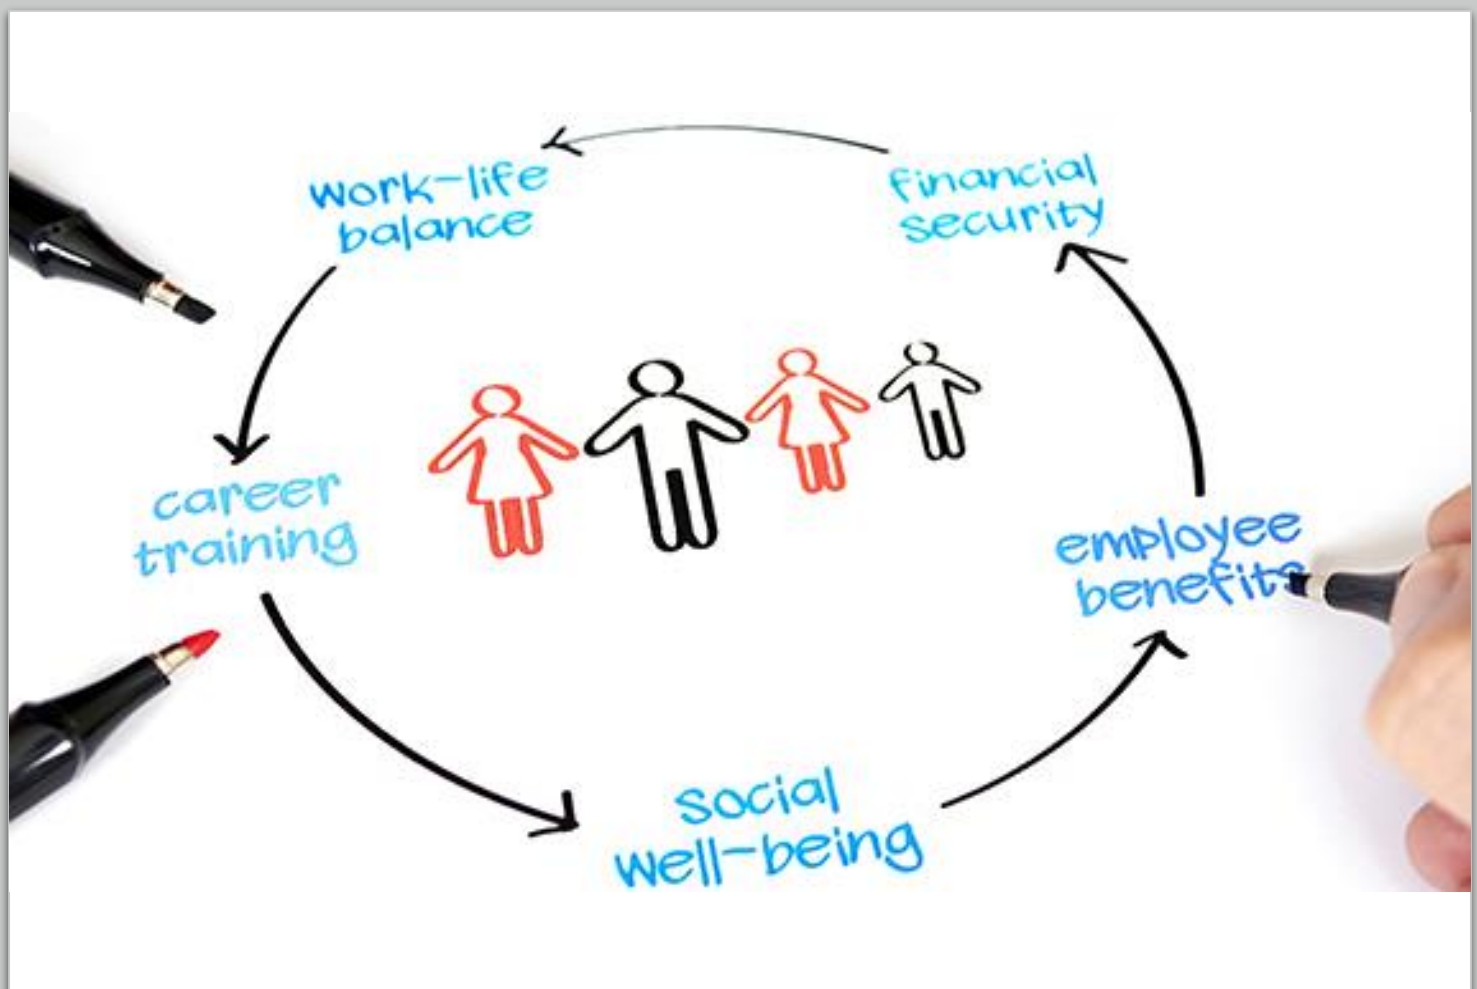 work-life
balance
financial
security
career
training
employee
benefits
social
well-being